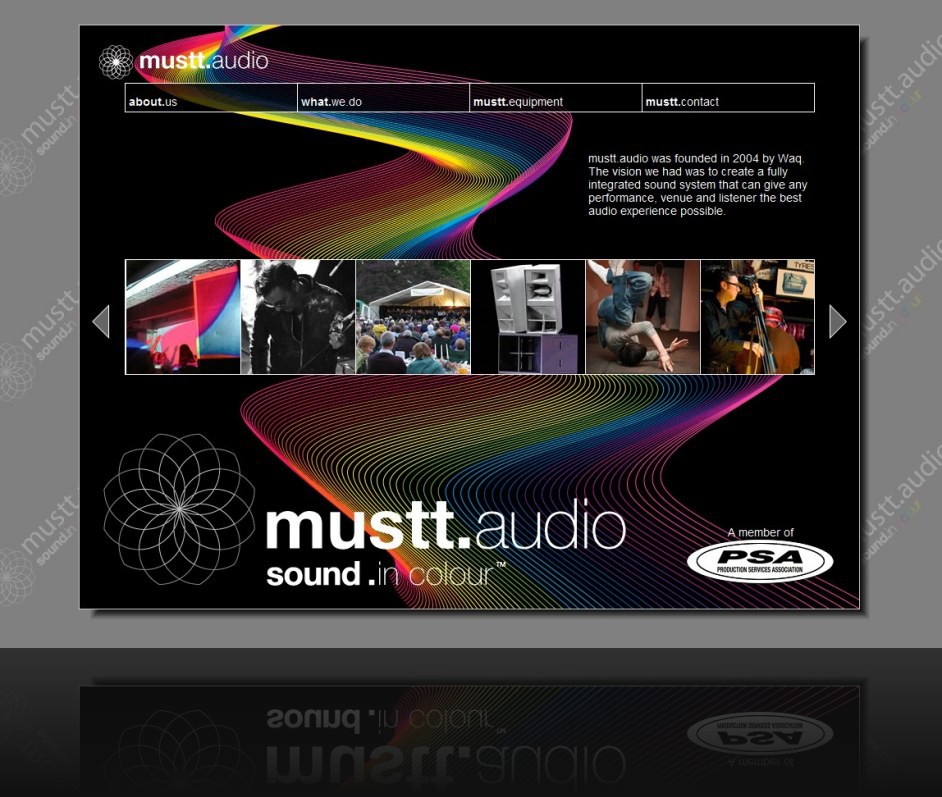 mustt.audio
about.us
what.we.do
mustt.equipment
mustt.contact
mustt.audio was founded in 2004 by Waq.
The vision we had was to create a fully
integrated sound system that can give any
performance, venue and listener the best
audio experience possible.
TYRES
mustt.audio
sound .in colour™
A member of
PSA
PRODUCTION SERVICES ASSOCIATION